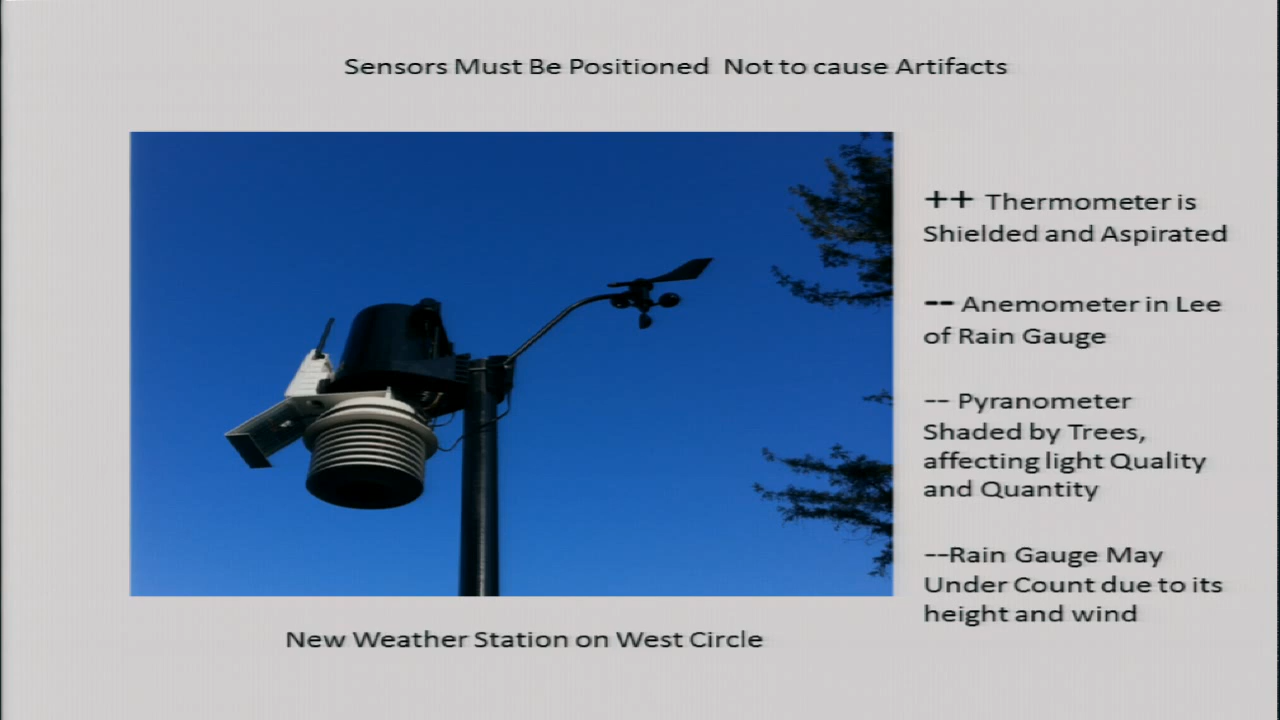 Sensors Must Be Positioned Not to cause Artifacts
++ Thermometer is
Shielded and Aspirated
-- Anemometer in Lee
of Rain Gauge
-- Pyranometer
Shaded by Trees,
affecting light Quality
and Quantity
--Rain Gauge May
Under Count due to its
height and wind
New Weather Station on West Circle